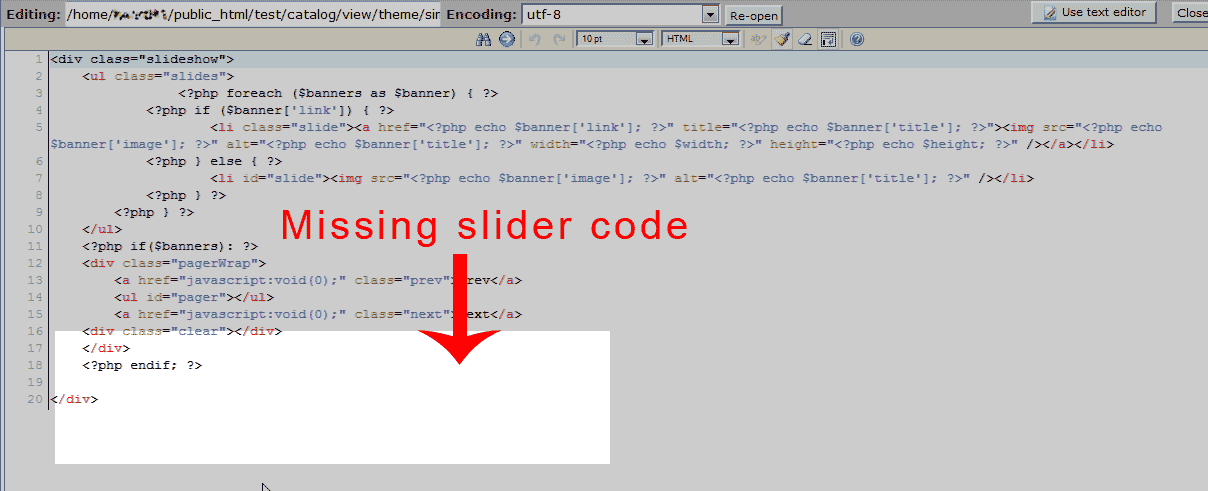 Editing: /home/ /public_html/test/catalog/view/theme/sim Encoding: utf-8 Re-open Use text editor Close
10 pt HTML
1 <div class="slideshow">
2 <ul class="slides">
3 <?php foreach ($banners as $banner) { ?>
4 <?php if ($banner['link']) { ?>
5 <li class="slide"><a href="<?php echo $banner['link']; ?>" title="<?php echo $banner['title']; ?>"><img src="<?php echo
$banner['image']; ?>" alt="<?php echo $banner['title']; ?>" width="<?php echo $width; ?>" height="<?php echo $height; ?>" /></a></li>
6 <?php } else { ?>
7 <li id="slide"><img src="<?php echo $banner['image']; ?>" alt="<?php echo $banner['title']; ?>" /></li>
8 <?php } ?>
9 <?php } ?>
10 </ul>
Missing slider code
11 <?php if($banners): ?>
12 <div class="pagerWrap">
13 <a href="javascript:void(0);" class="prev">Prev</a>
14 <ul id="pager"></ul>
15 <a href="javascript:void(0);" class="next">Next</a>
16 <div class="clear"></div>
17 </div>
18 <?php endif; ?>
19
20 </div>